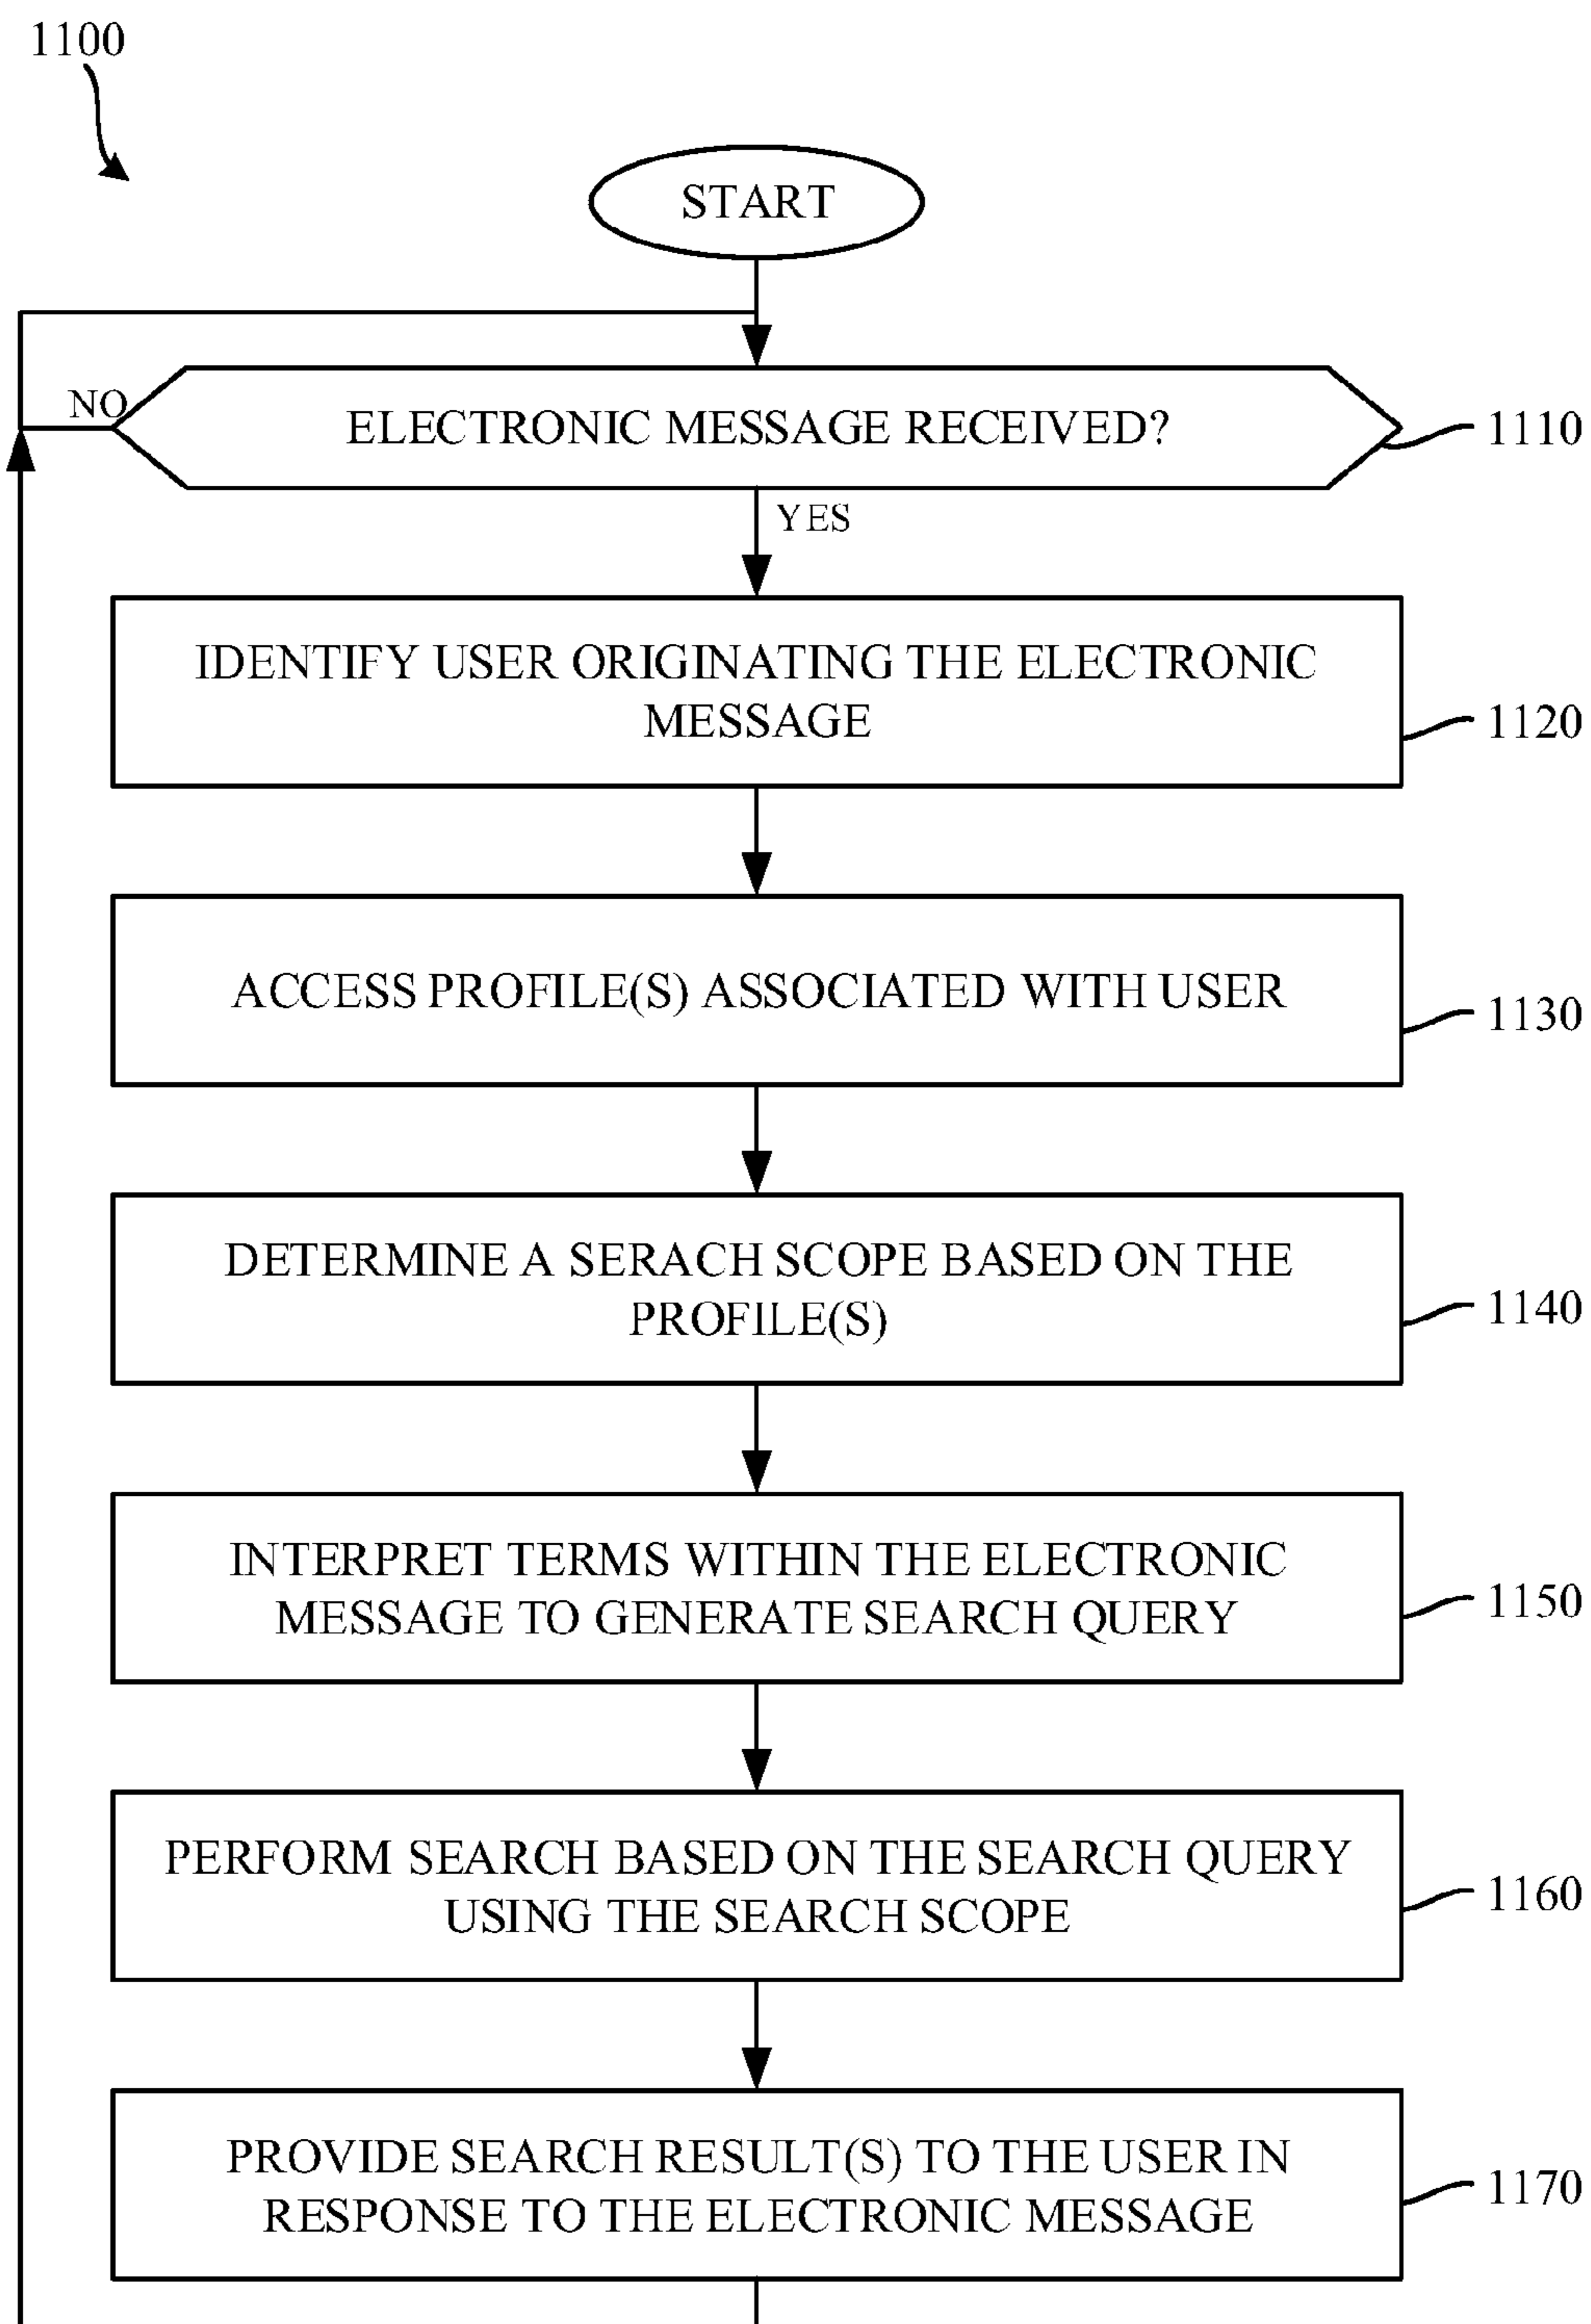 1100
START
NO
ELECTRONIC MESSAGE RECEIVED?
1110
YES
IDENTIFY USER ORIGINATING THE ELECTRONIC
MESSAGE
1120
ACCESS PROFILE(S) ASSOCIATED WITH USER
1130
DETERMINE A SERACH SCOPE BASED ON THE
PROFILE(S)
1140
INTERPRET TERMS WITHIN THE ELECTRONIC
MESSAGE TO GENERATE SEARCH QUERY
1150
PERFORM SEARCH BASED ON THE SEARCH QUERY
USING THE SEARCH SCOPE
1160
PROVIDE SEARCH RESULT(S) TO THE USER IN
RESPONSE TO THE ELECTRONIC MESSAGE
1170